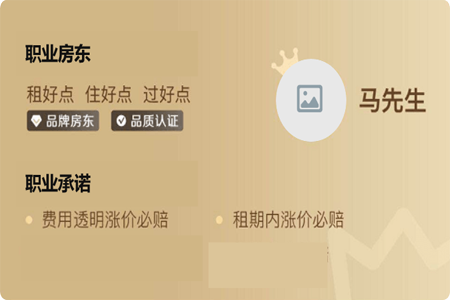 职业房东
租好点 住好点 过好点
品牌房东 品质认证
马先生
职业承诺
费用透明涨价必赔 租期内涨价必赔